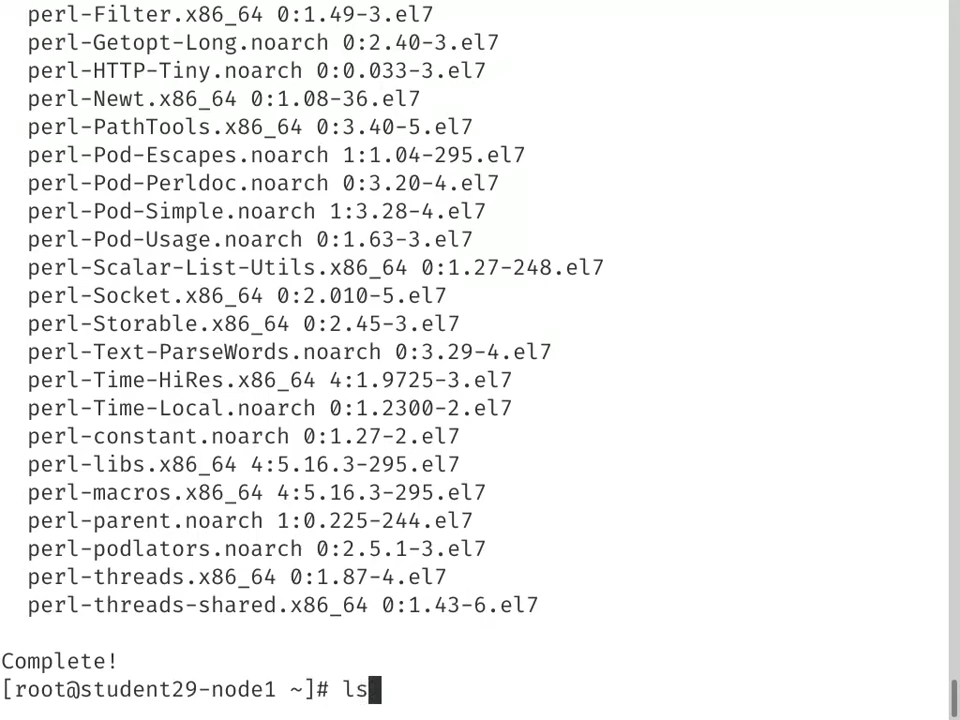 perl-Filter.x86_64 0:1.49-3.el7
perl-Getopt-Long.noarch 0:2.40-3.el7
perl-HTTP-Tiny.noarch 0:0.033-3.el7
perl-Newt.x86_64 0:1.08-36.el7
perl-PathTools.x86_64 0:3.40-5.el7
perl-Pod-Escapes.noarch 1:1.04-295.el7
perl-Pod-Perldoc.noarch 0:3.20-4.el7
perl-Pod-Simple.noarch 1:3.28-4.el7
perl-Pod-Usage.noarch 0:1.63-3.el7
perl-Scalar-List-Utils.x86_64 0:1.27-248.el7
perl-Socket.x86_64 0:2.010-5.el7
perl-Storable.x86_64 0:2.45-3.el7
perl-Text-ParseWords.noarch 0:3.29-4.el7
perl-Time-HiRes.x86_64 4:1.9725-3.el7
perl-Time-Local.noarch 0:1.2300-2.el7
perl-constant.noarch 0:1.27-2.el7
perl-libs.x86_64 4:5.16.3-295.el7
perl-macros.x86_64 4:5.16.3-295.el7
perl-parent.noarch 1:0.225-244.el7
perl-podlators.noarch 0:2.5.1-3.el7
perl-threads.x86_64 0:1.87-4.el7
perl-threads-shared.x86_64 0:1.43-6.el7
Complete!
[root@student29-node1 ~]# ls